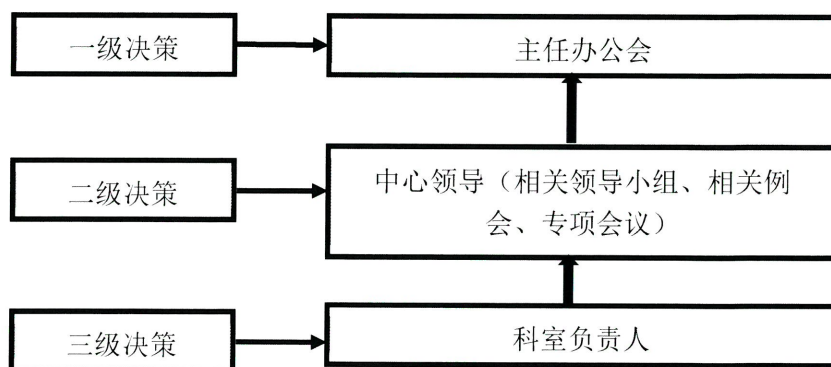 一级决策
主任办公会
二级决策
中心领导（相关领导小组、相关例
会、专项会议）
三级决策
科室负责人